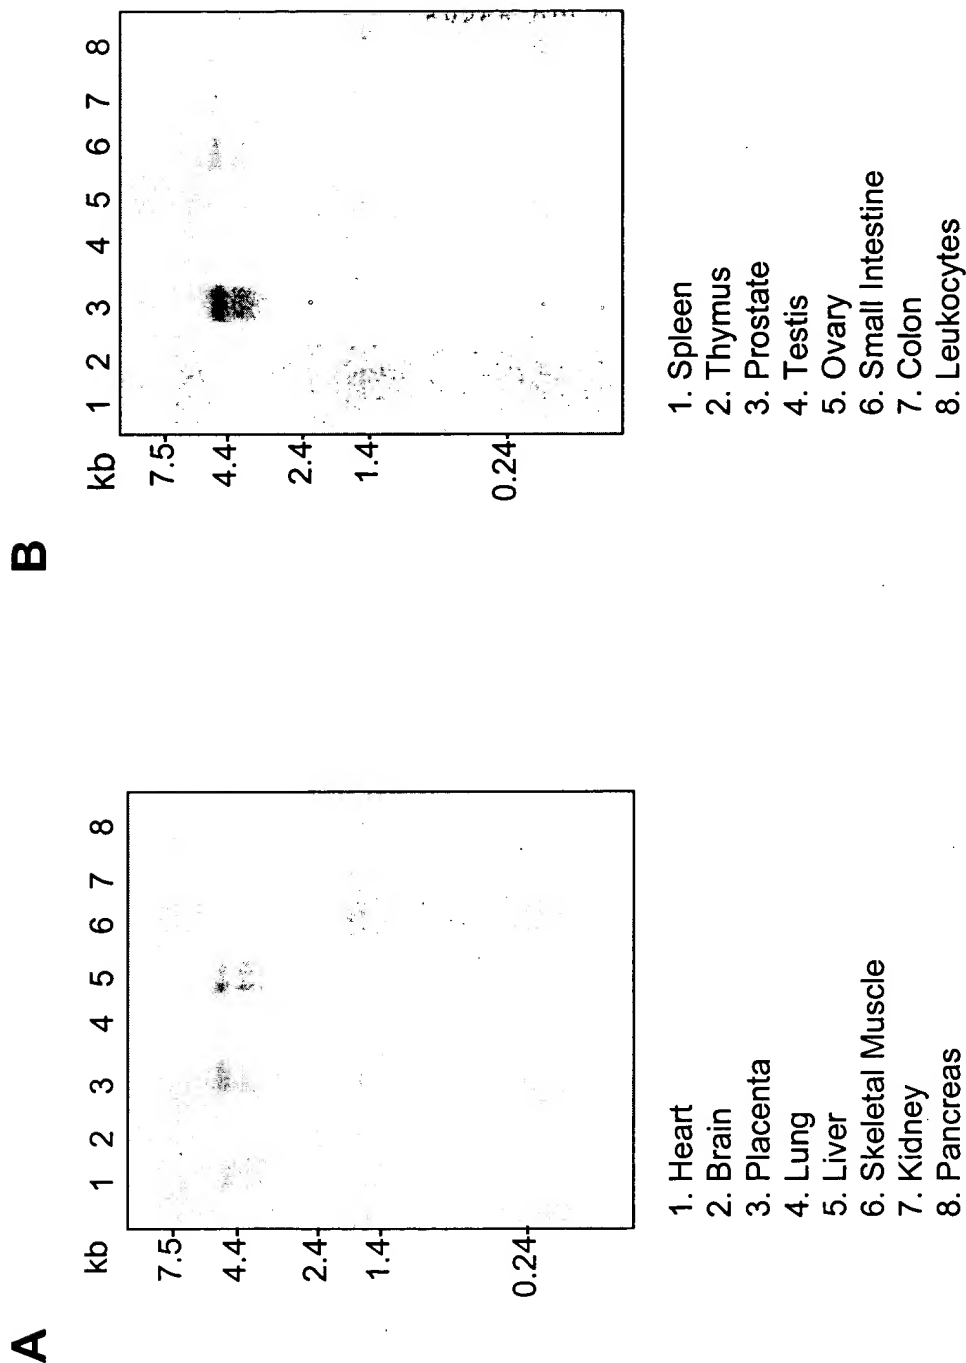 A
kb
1 2 3 4 5 6 7 8
7.5
4.4
2.4
1.4
0.24
1. Heart
2. Brain
3. Placenta
4. Lung
5. Liver
6. Skeletal Muscle
7. Kidney
8. Pancreas
B
kb
1 2 3 4 5 6 7 8
7.5
4.4
2.4
1.4
0.24
1. Spleen
2. Thymus
3. Prostate
4. Testis
5. Ovary
6. Small Intestine
7. Colon
8. Leukocytes